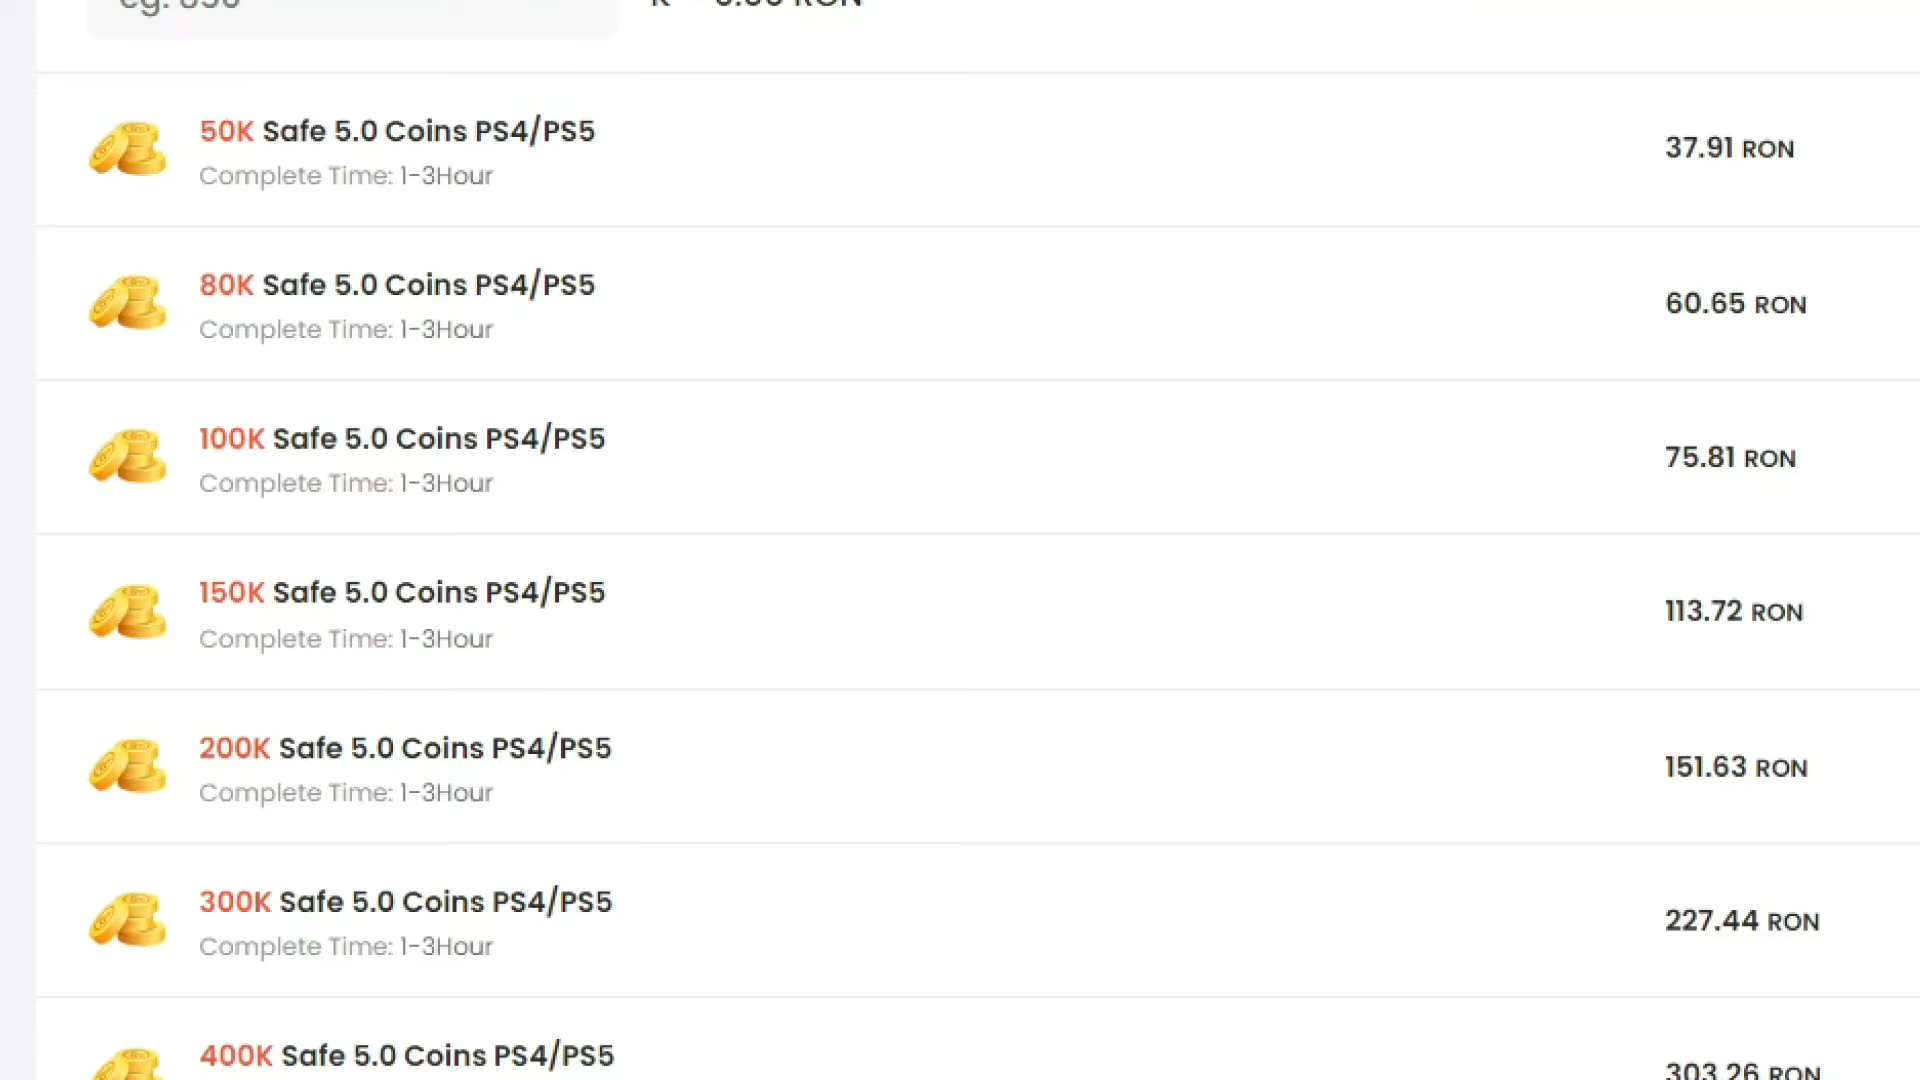 RON
50K Safe 5.0 Coins PS4/PS5
Complete Time: 1-3Hour
37.91 RON
80K Safe 5.0 Coins PS4/PS5
Complete Time: 1-3Hour
60.65 RON
100K Safe 5.0 Coins PS4/PS5
Complete Time: 1-3Hour
75.81 RON
150K Safe 5.0 Coins PS4/PS5
Complete Time: 1-3Hour
113.72 RON
200K Safe 5.0 Coins PS4/PS5
Complete Time: 1-3Hour
151.63 RON
300K Safe 5.0 Coins PS4/PS5
Complete Time: 1-3Hour
227.44 RON
400K Safe 5.0 Coins PS4/PS5
303.26 RON